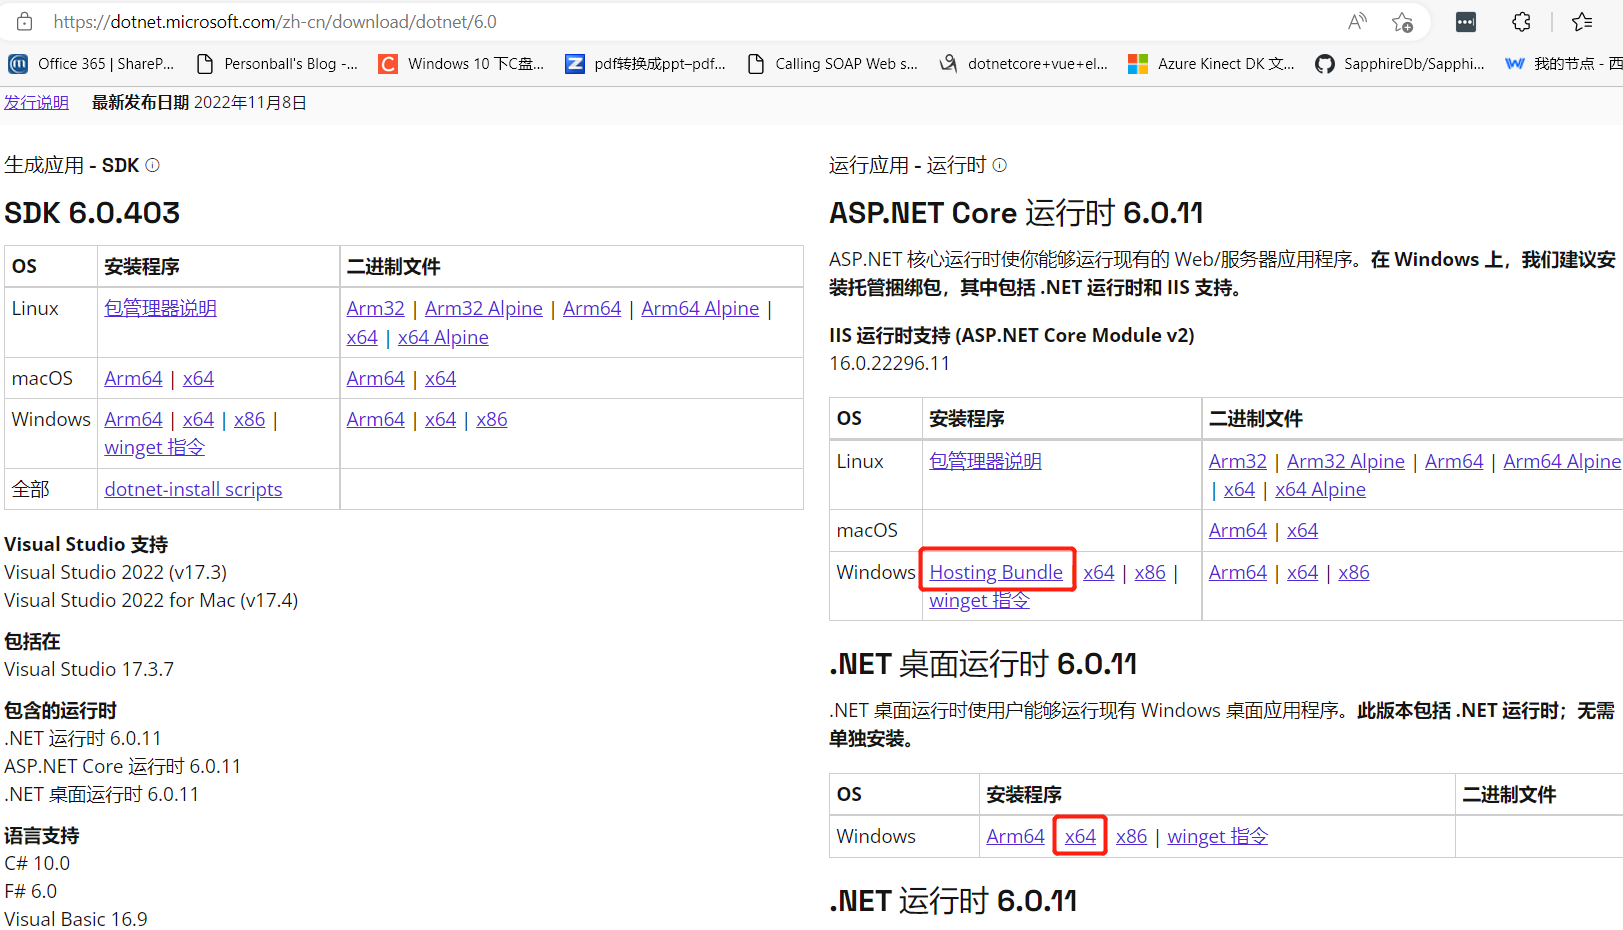 https://dotnet.microsoft.com/zh-cn/download/dotnet/6.0
Office 365 | ShareP...
Personball's Blog -...
Windows 10 下C盘...
pdf转换成ppt–pdf...
Calling SOAP Web s...
dotnetcore+vue+el...
Azure Kinect DK 文...
SapphireDb/Sapphi...
我的节点 - 西
发行说明 最新发布日期 2022年11月8日
生成应用 - SDK
SDK 6.0.403
OS 安装程序 二进制文件
Linux 包管理器说明 Arm32 | Arm32 Alpine | Arm64 | Arm64 Alpine |
x64 | x64 Alpine
macOS Arm64 | x64 Arm64 | x64
Windows Arm64 | x64 | x86 | Arm64 | x64 | x86
winget 指令
全部 dotnet-install scripts
Visual Studio 支持
Visual Studio 2022 (v17.3)
Visual Studio 2022 for Mac (v17.4)
包括在
Visual Studio 17.3.7
包含的运行时
.NET 运行时 6.0.11
ASP.NET Core 运行时 6.0.11
.NET 桌面运行时 6.0.11
语言支持
C# 10.0
F# 6.0
Visual Basic 16.9
运行应用 - 运行时
ASP.NET Core 运行时 6.0.11
ASP.NET 核心运行时使你能够运行现有的 Web/服务器应用程序。在 Windows 上，我们建议安
装托管捆绑包，其中包括 .NET 运行时和 IIS 支持。
IIS 运行时支持 (ASP.NET Core Module v2)
16.0.22296.11
OS 安装程序 二进制文件
Linux 包管理器说明 Arm32 | Arm32 Alpine | Arm64 | Arm64 Alpine
| x64 | x64 Alpine
macOS Arm64 | x64
Windows Hosting Bundle x64 | x86 | Arm64 | x64 | x86
winget 指令
.NET 桌面运行时 6.0.11
.NET 桌面运行时使用户能够运行现有 Windows 桌面应用程序。此版本包括 .NET 运行时；无需
单独安装。
OS 安装程序 二进制文件
Windows Arm64 x64 x86 | winget 指令
.NET 运行时 6.0.11